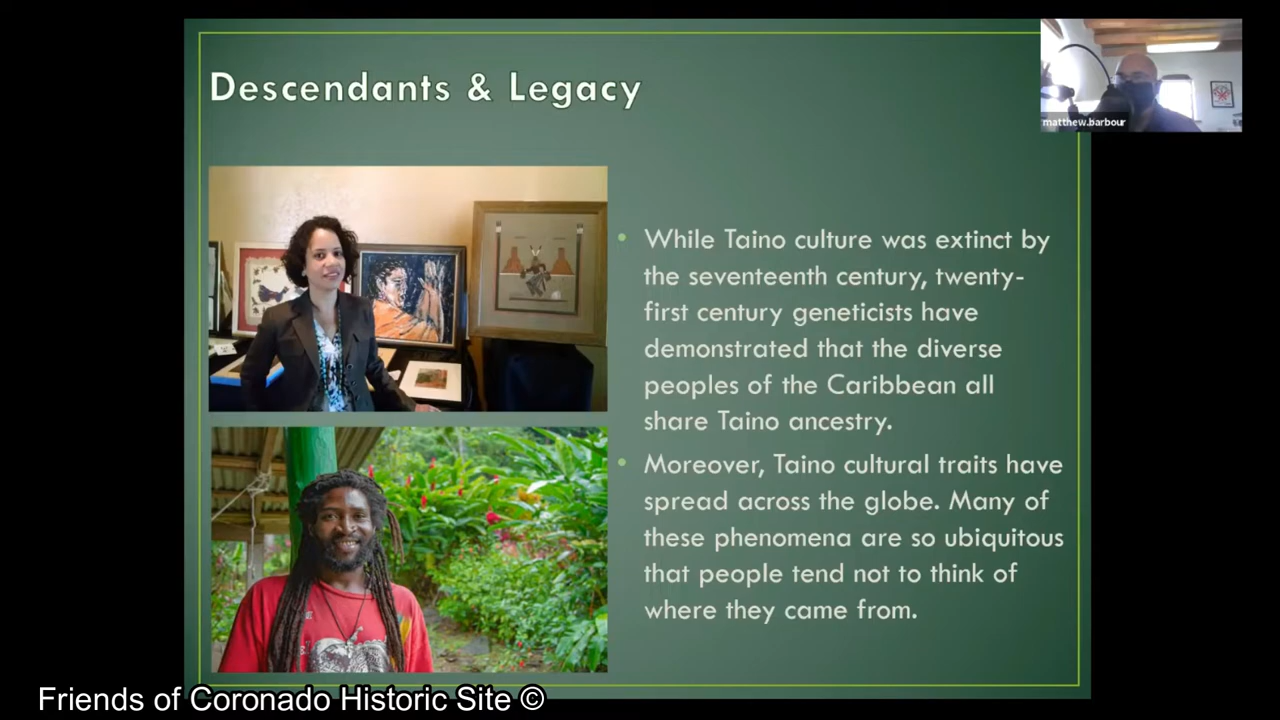 Descendants & Legacy
matthew.barbour
• While Taino culture was extinct by
the seventeenth century, twenty-
first century geneticists have
demonstrated that the diverse
peoples of the Caribbean all
share Taino ancestry.
• Moreover, Taino cultural traits have
spread across the globe. Many of
these phenomena are so ubiquitous
that people tend not to think of
where they came from.
Friends of Coronado Historic Site ©